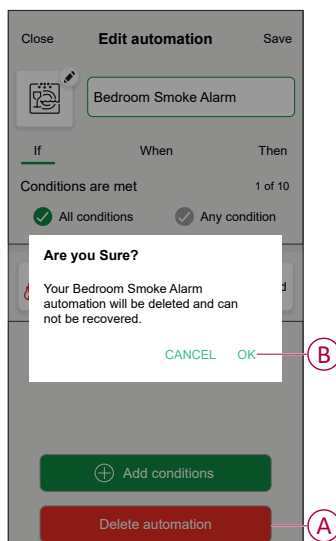 Close Edit automation Save
Bedroom Smoke Alarm
If When Then
Conditions are met 1 of 10
All conditions Any condition
Are you Sure?
Your Bedroom Smoke Alarm
automation will be deleted and can
not be recovered.
CANCEL OK
B
Add conditions
Delete automation
A